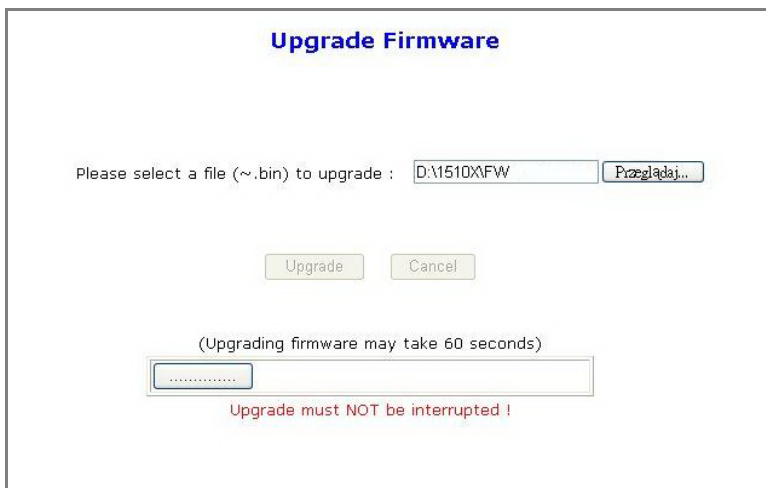 Upgrade Firmware
Please select a file (~.bin) to upgrade : D:\1510X\FW Przeglądaj...
Upgrade Cancel
(Upgrading firmware may take 60 seconds)
..............
Upgrade must NOT be interrupted !